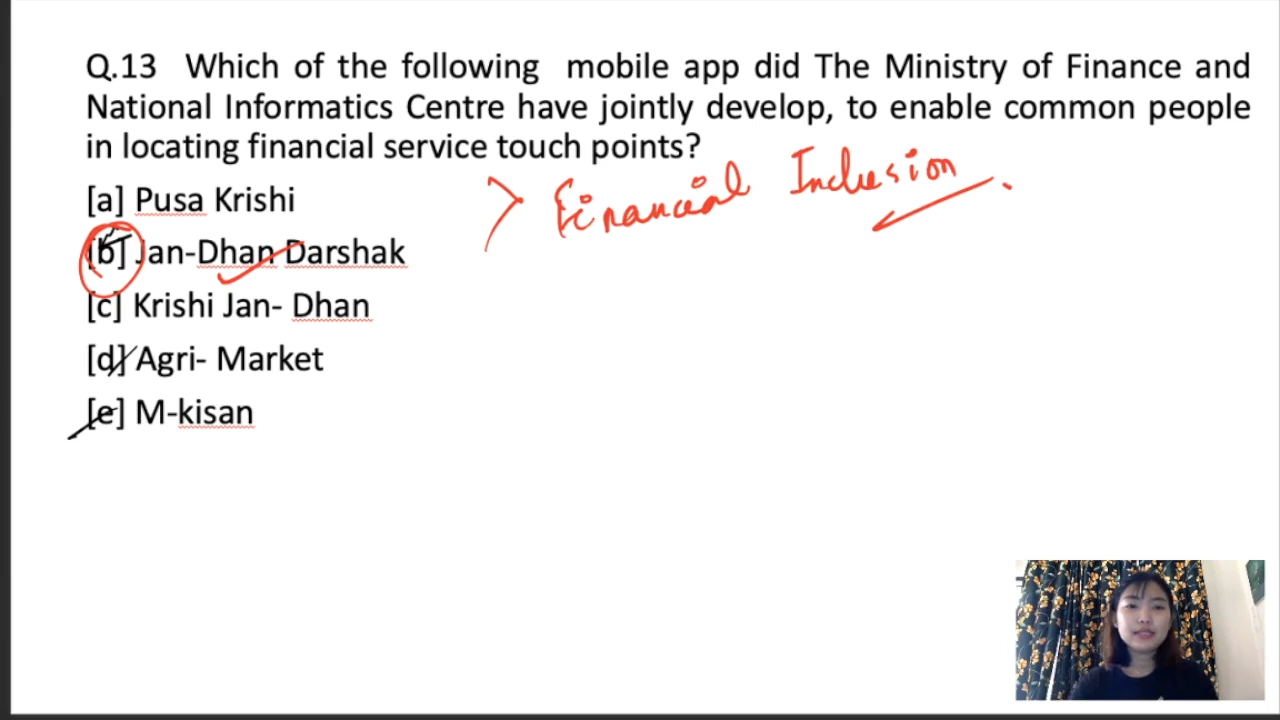 Q.13 Which of the following mobile app did The Ministry of Finance and
National Informatics Centre have jointly develop, to enable common people
in locating financial service touch points?
Financial Inclusion
[a] Pusa Krishi
[b] Jan-Dhan Darshak
[c] Krishi Jan- Dhan
[d] Agri- Market
[e] M-kisan